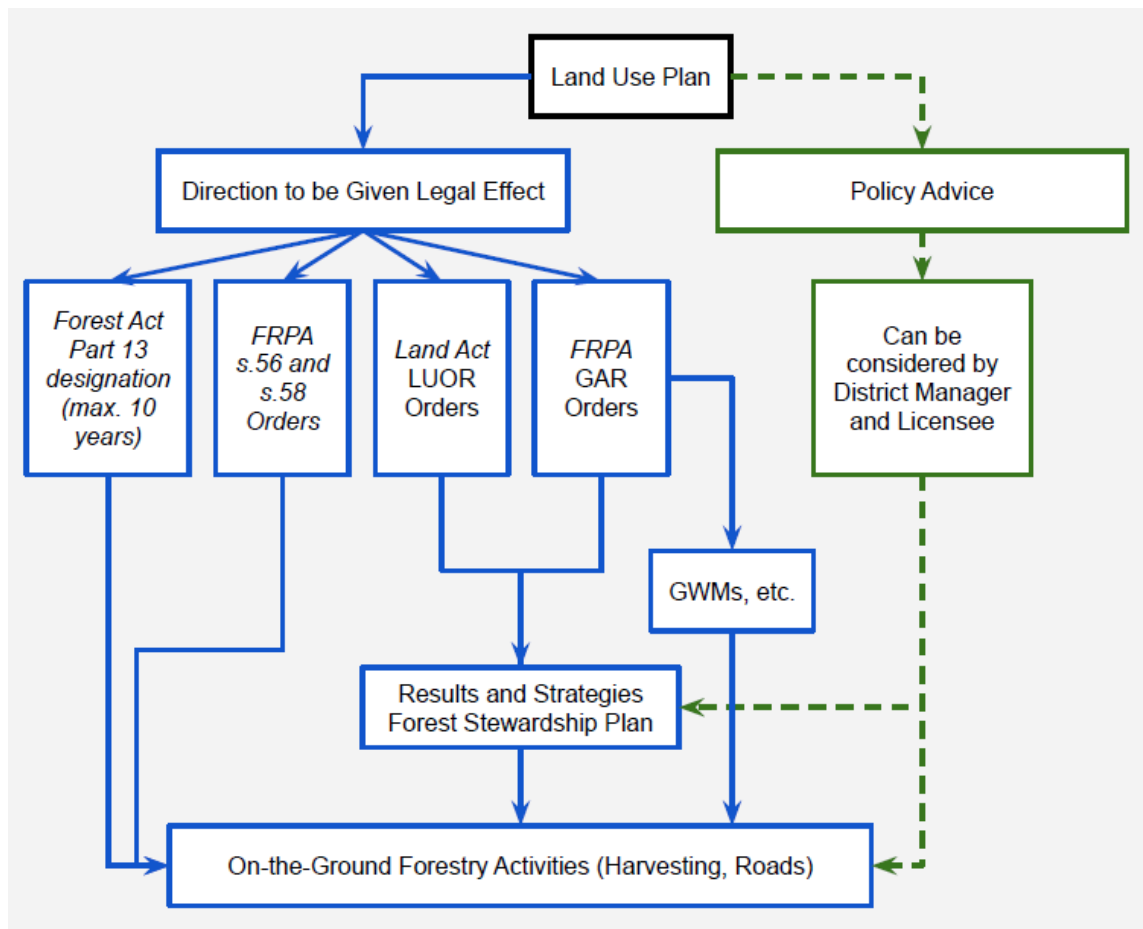 Land Use Plan
Direction to be Given Legal Effect
Policy Advice
Forest Act
Part 13
designation
(max. 10
years)
FRPA
s.56 and
s.58
Orders
Land Act
LUOR
Orders
FRPA
GAR
Orders
Can be
considered by
District Manager
and Licensee
GWMs, etc.
Results and Strategies
Forest Stewardship Plan
On-the-Ground Forestry Activities (Harvesting, Roads)